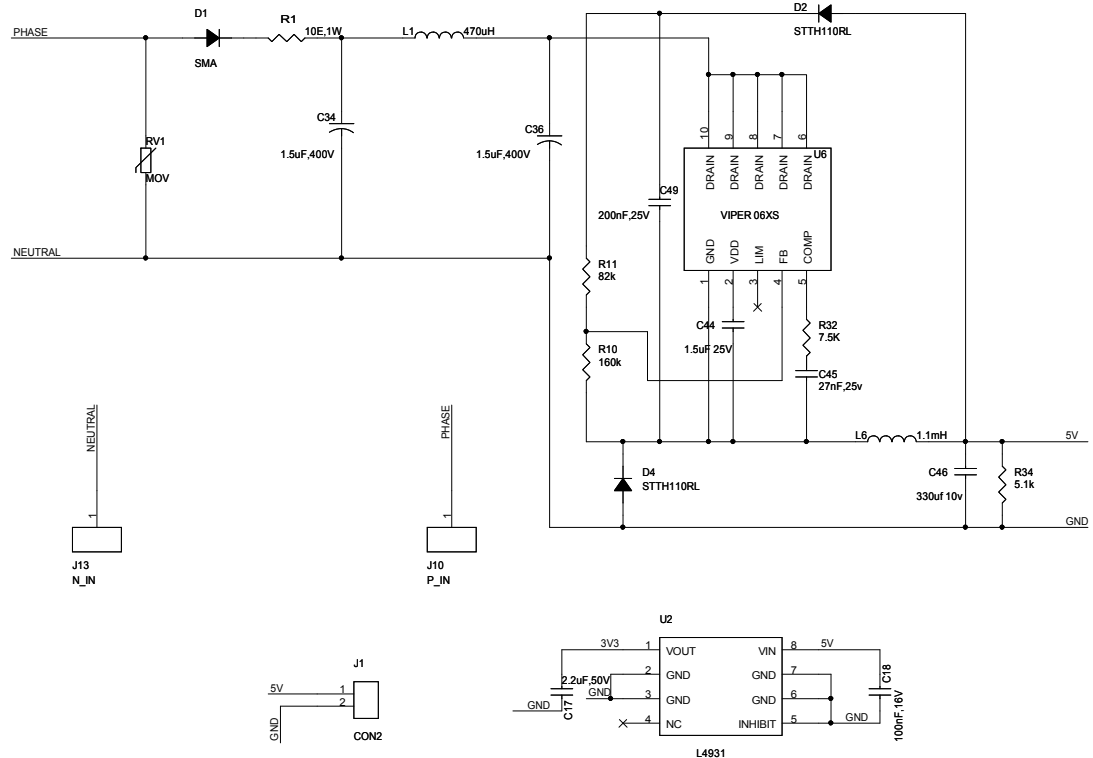 D1
PHASE
SMA
R1
10E,1W
L1
470uH
D2
STTH110RL
RV1
MOV
C34
1.5uF,400V
C36
1.5uF,400V
C49
200nF,25V
10
9
8
7
6
U6
DRAIN
DRAIN
DRAIN
DRAIN
DRAIN
VIPER 06XS
GND
VDD
LIM
FB
COMP
1
2
3
4
5
NEUTRAL
R11
82k
R10
160k
C44
1.5uF 25V
R32
7.5K
C45
27nF,25v
L6
1.1mH
5V
D4
STTH110RL
C46
330uf 10v
R34
5.1k
GND
NEUTRAL
1
J13
N_IN
PHASE
1
J10
P_IN
J1
5V
1
2
GND
CON2
U2
3V3
1
VOUT
VIN
8
5V
2
GND
GND
7
3
GND
GND
6
4
NC
INHIBIT
5
2.2uF,50V
GND
GND
C17
GND
C18
100nF,16V
L4931